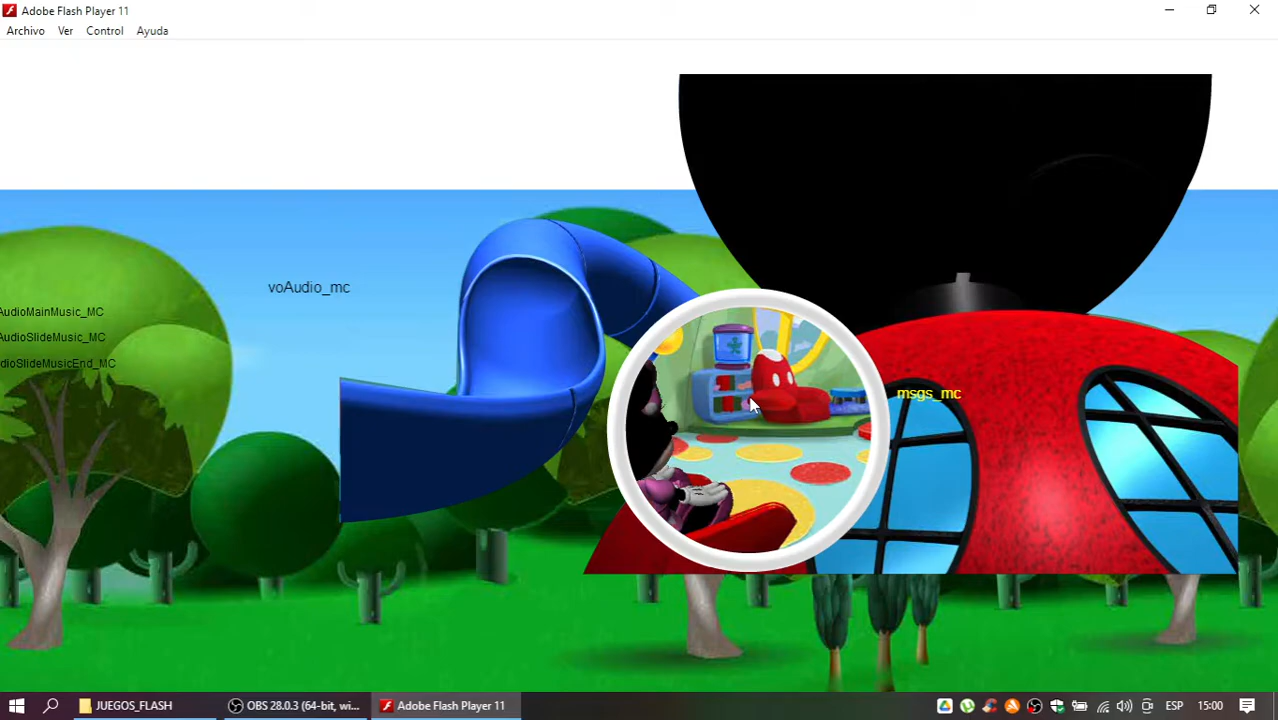 Adobe Flash Player 11
Archivo Ver Control Ayuda
voAudio_mc
AudioMainMusic_MC
AudioSlideMusic_MC
dioSlideMusicEnd_MC
msgs_mc
JUEGOS_FLASH
OBS 28.0.3 (64-bit, wi...
Adobe Flash Player 11
ESP
15:00